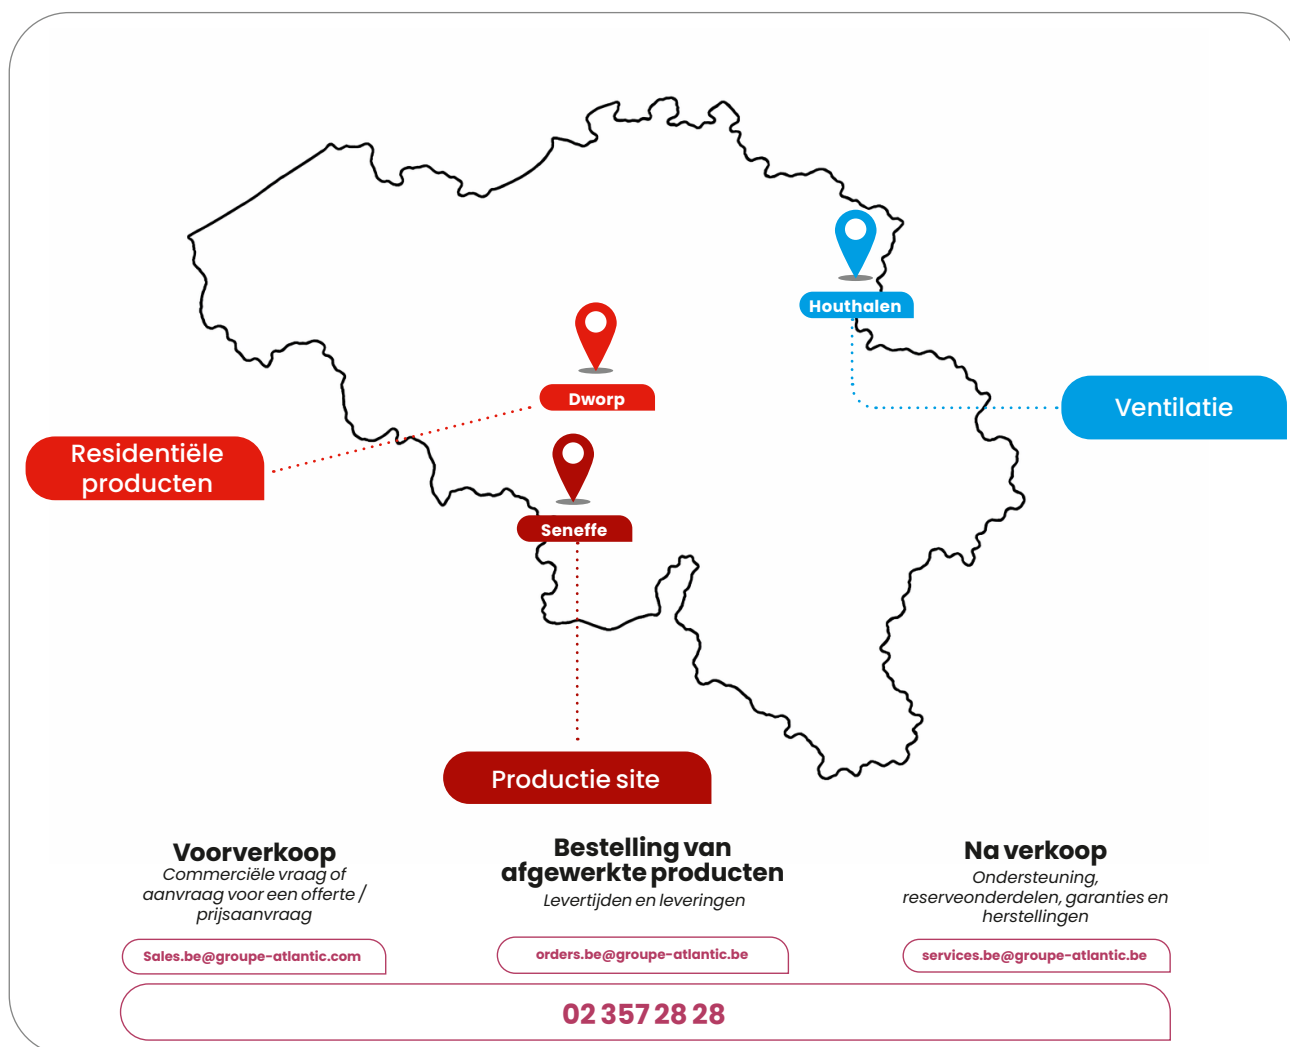 Houthalen
Dworp
Ventilatie
Residentiële
producten
Seneffe
Productie site
Voorverkoop
Commerciële vraag of
aanvraag voor een offerte /
prijsaanvraag
Sales.be@groupe-atlantic.com
Bestelling van
afgewerkte producten
Levertijden en leveringen
orders.be@groupe-atlantic.be
Na verkoop
Ondersteuning,
reserveonderdelen, garanties en
herstellingen
services.be@groupe-atlantic.be
02 357 28 28